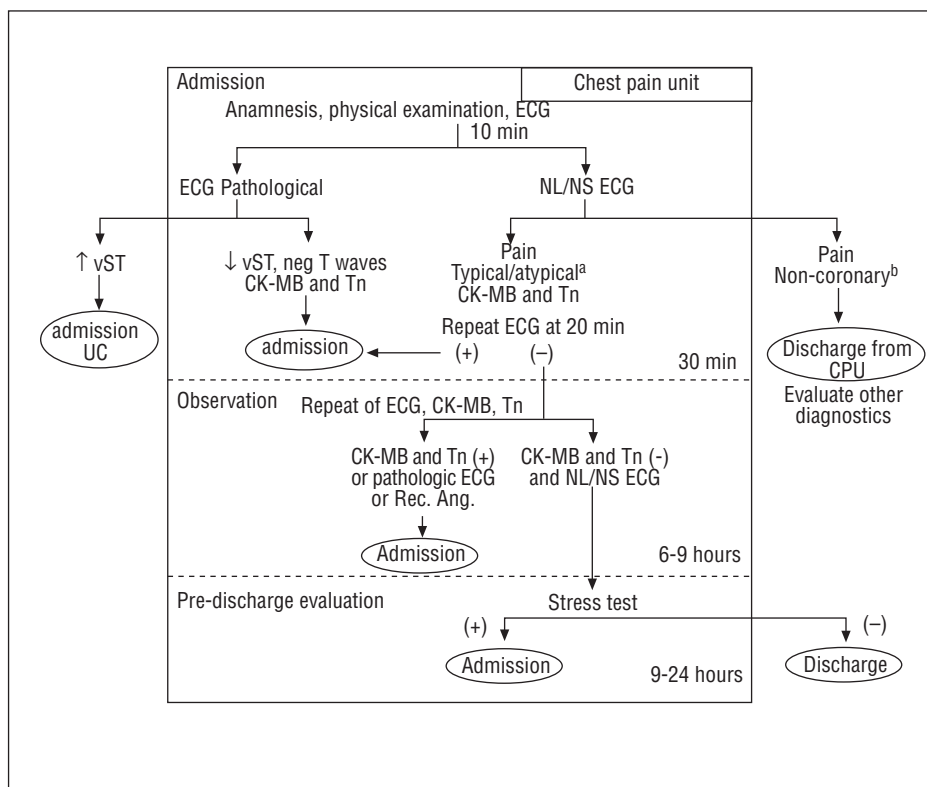 Admission
Chest pain unit
Anamnesis, physical examination, ECG
10 min
ECG Pathological
NL/NS ECG
↑ vST
↓ vST, neg T waves
CK-MB and Tn
Pain
Typical/atypicala
CK-MB and Tn
Pain
Non-coronaryb
admission
UC
admission
Repeat ECG at 20 min
(+)
(–)
30 min
Discharge from
CPU
Evaluate other
diagnostics
Observation
Repeat of ECG, CK-MB, Tn
CK-MB and Tn (+)
or pathologic ECG
or Rec. Ang.
CK-MB and Tn (-)
and NL/NS ECG
Admission
6-9 hours
Pre-discharge evaluation
Stress test
(+)
(–)
Admission
Discharge
9-24 hours